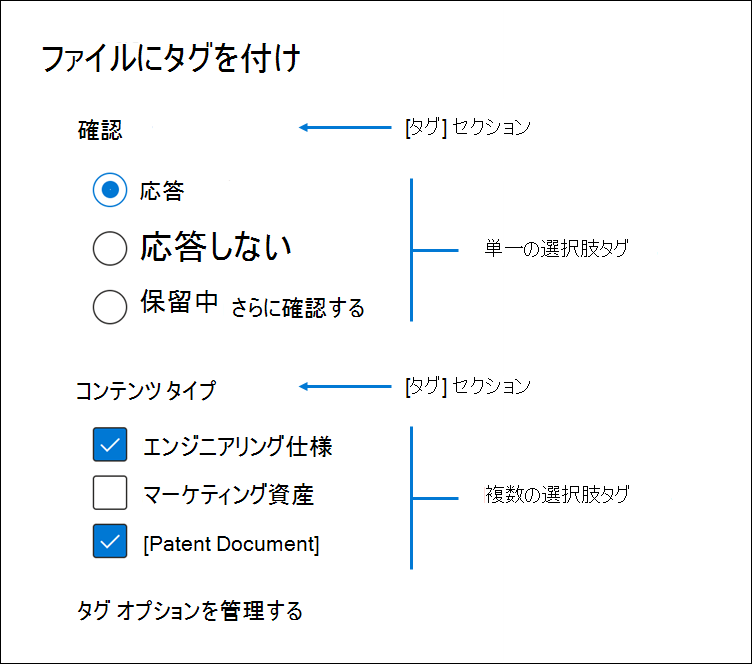 ファイルにタグを付け
確認
[タグ] セクション
応答
応答しない
単一の選択肢タグ
保留中 さらに確認する
コンテンツ タイプ
[タグ] セクション
エンジニアリング仕様
マーケティング資産
複数の選択肢タグ
[Patent Document]
タグ オプションを管理する